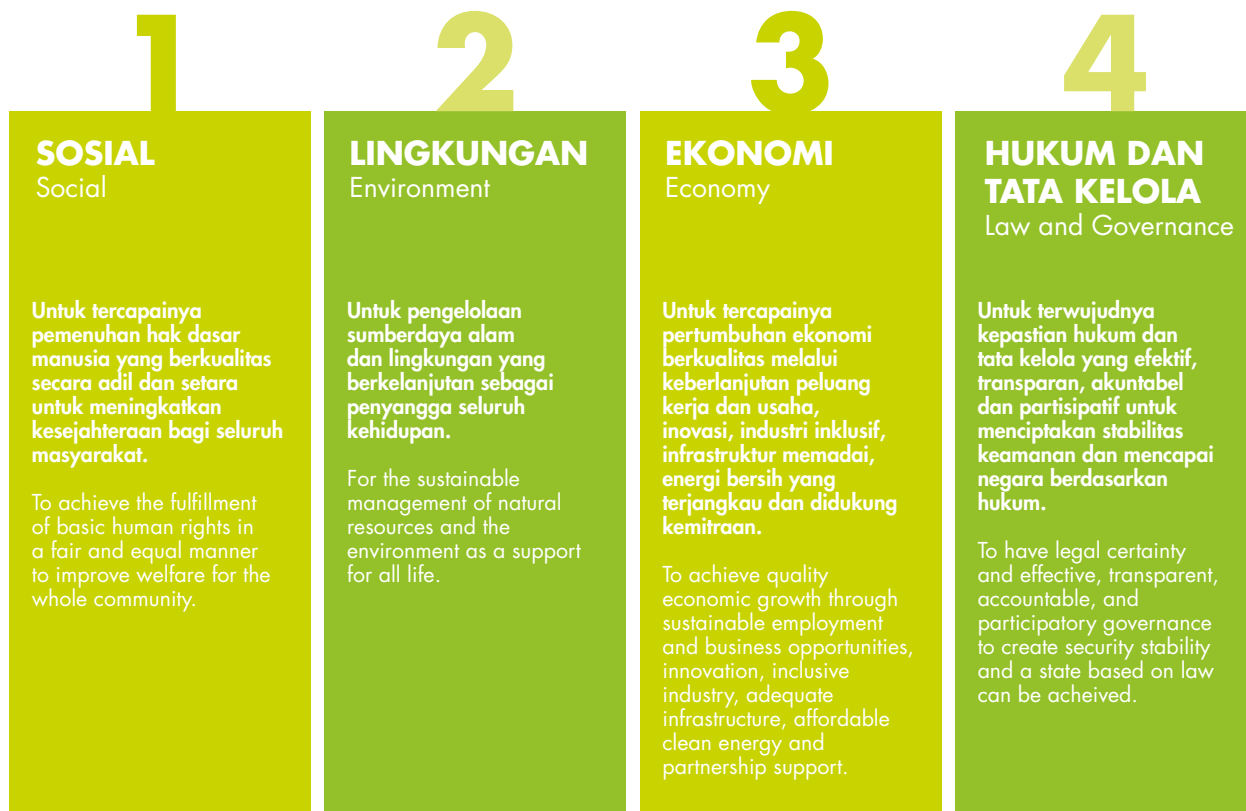 1
SOSIAL
Social
Untuk tercapainya
pemenuhan hak dasar
manusia yang berkualitas
secara adil dan setara
untuk meningkatkan
kesejahteraan bagi seluruh
masyarakat.
To achieve the fulfillment
of basic human rights in
a fair and equal manner
to improve welfare for the
whole community.
2
LINGKUNGAN
Environment
Untuk pengelolaan
sumberdaya alam
dan lingkungan yang
berkelanjutan sebagai
penyangga seluruh
kehidupan.
For the sustainable
management of natural
resources and the
environment as a support
for all life.
3
EKONOMI
Economy
Untuk tercapainya
pertumbuhan ekonomi
berkualitas melalui
keberlanjutan peluang
kerja dan usaha,
inovasi, industri inklusif,
infrastruktur memadai,
energi bersih yang
terjangkau dan didukung
kemitraan.
To achieve quality
economic growth through
sustainable employment
and business opportunities,
innovation, inclusive
industry, adequate
infrastructure, affordable
clean energy and
partnership support.
4
HUKUM DAN
TATA KELOLA
Law and Governance
Untuk terwujudnya
kepastian hukum dan
tata kelola yang efektif,
transparan, akuntabel
dan partisipatif untuk
menciptakan stabilitas
keamanan dan mencapai
negara berdasarkan
hukum.
To have legal certainty
and effective, transparent,
accountable, and
participatory governance
to create security stability
and a state based on law
can be acheived.